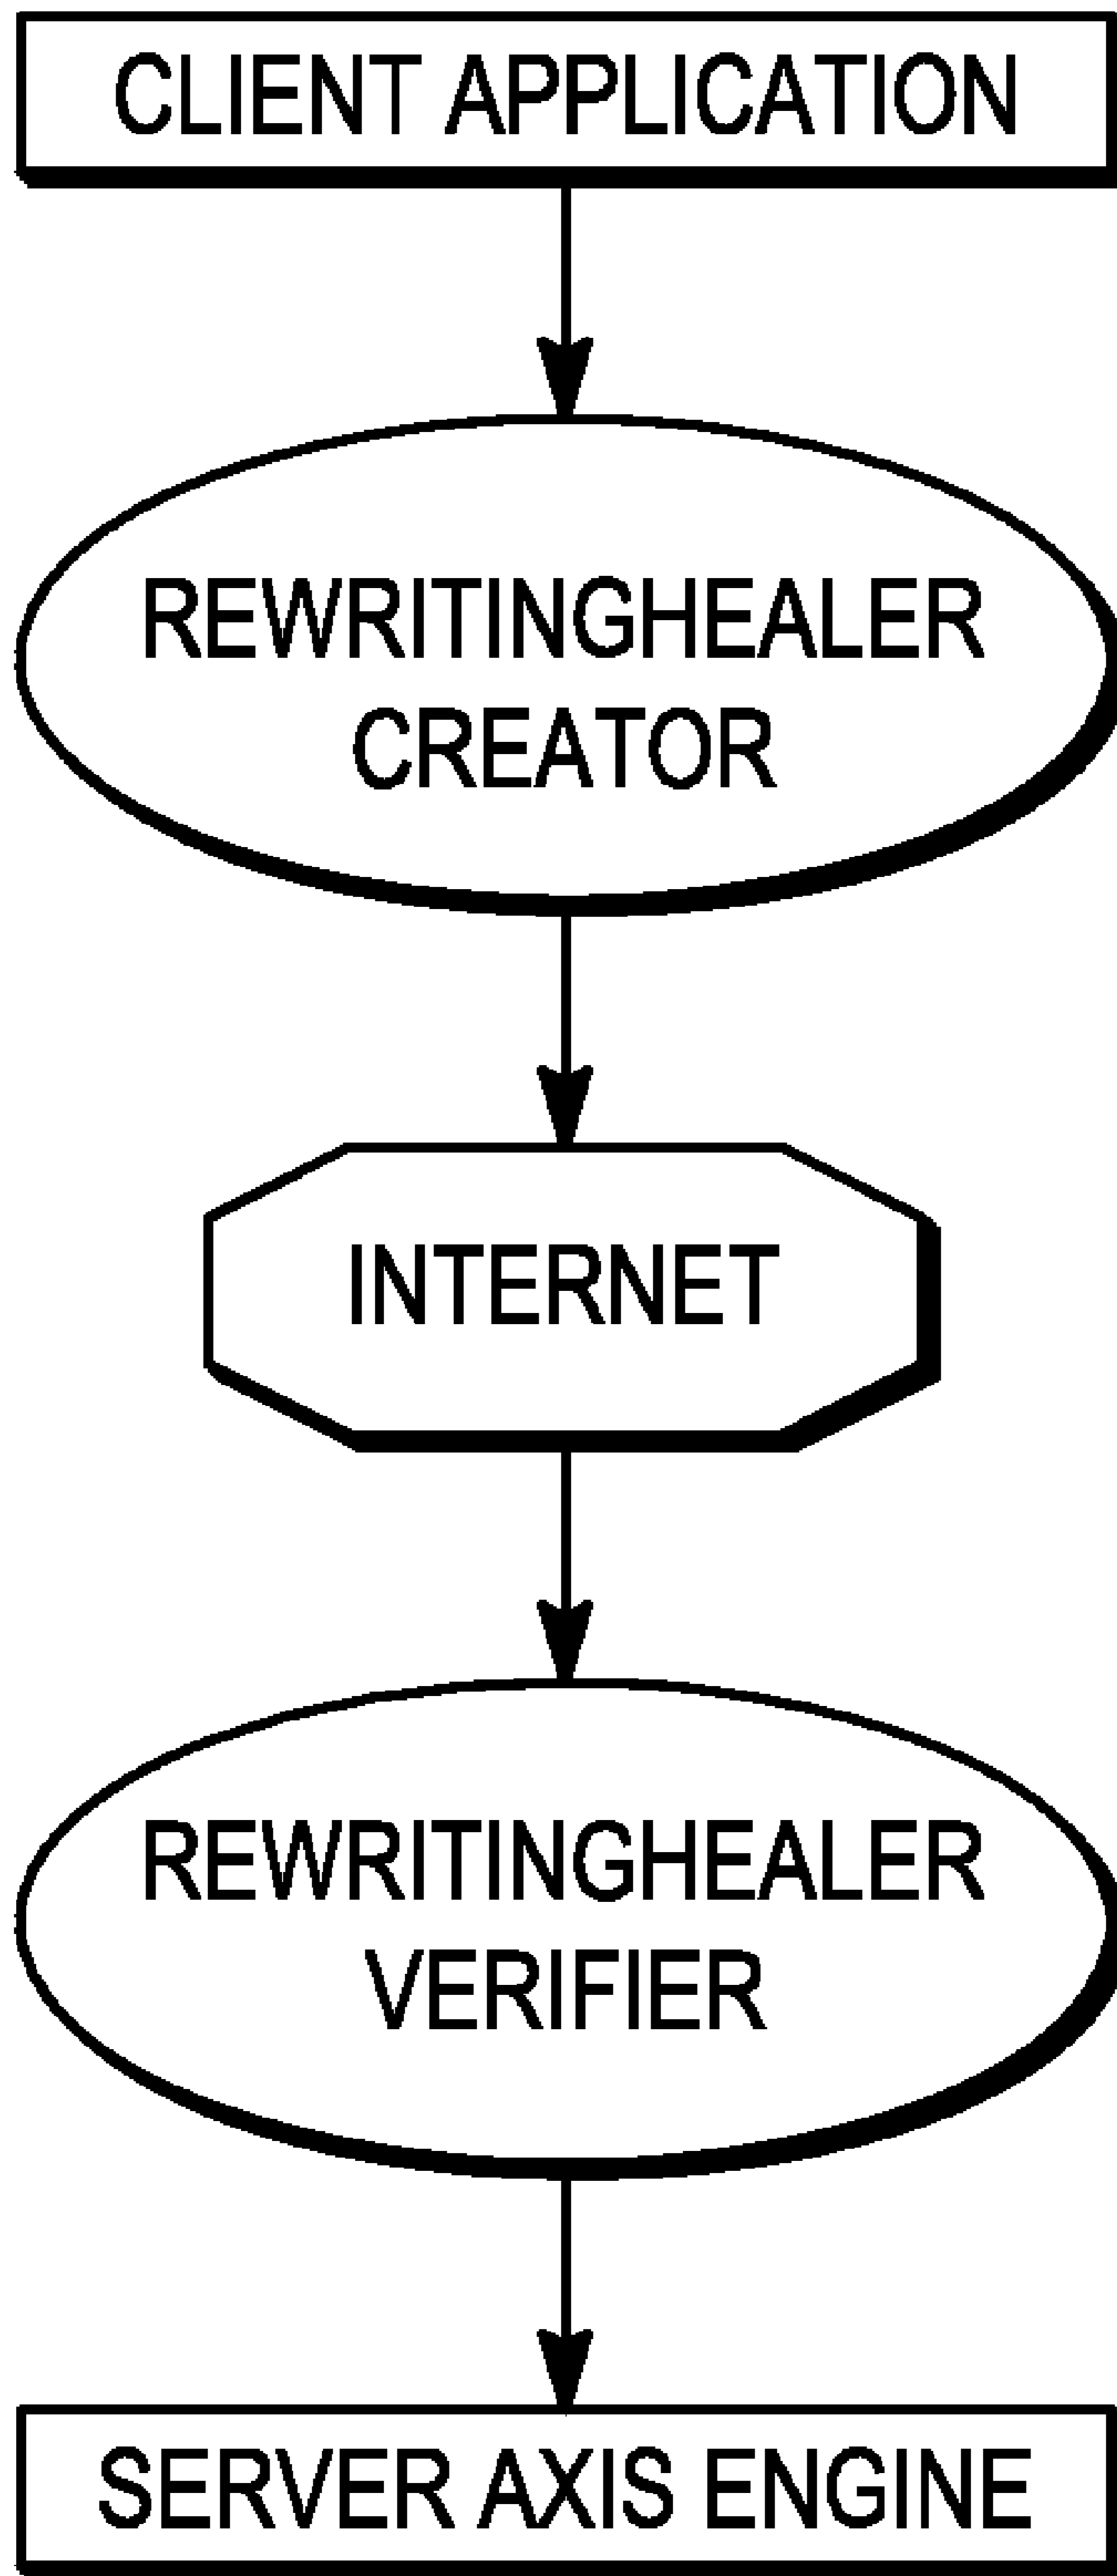 CLIENT APPLICATION
REWRITINGHEALER
CREATOR
INTERNET
REWRITINGHEALER
VERIFIER
SERVER AXIS ENGINE